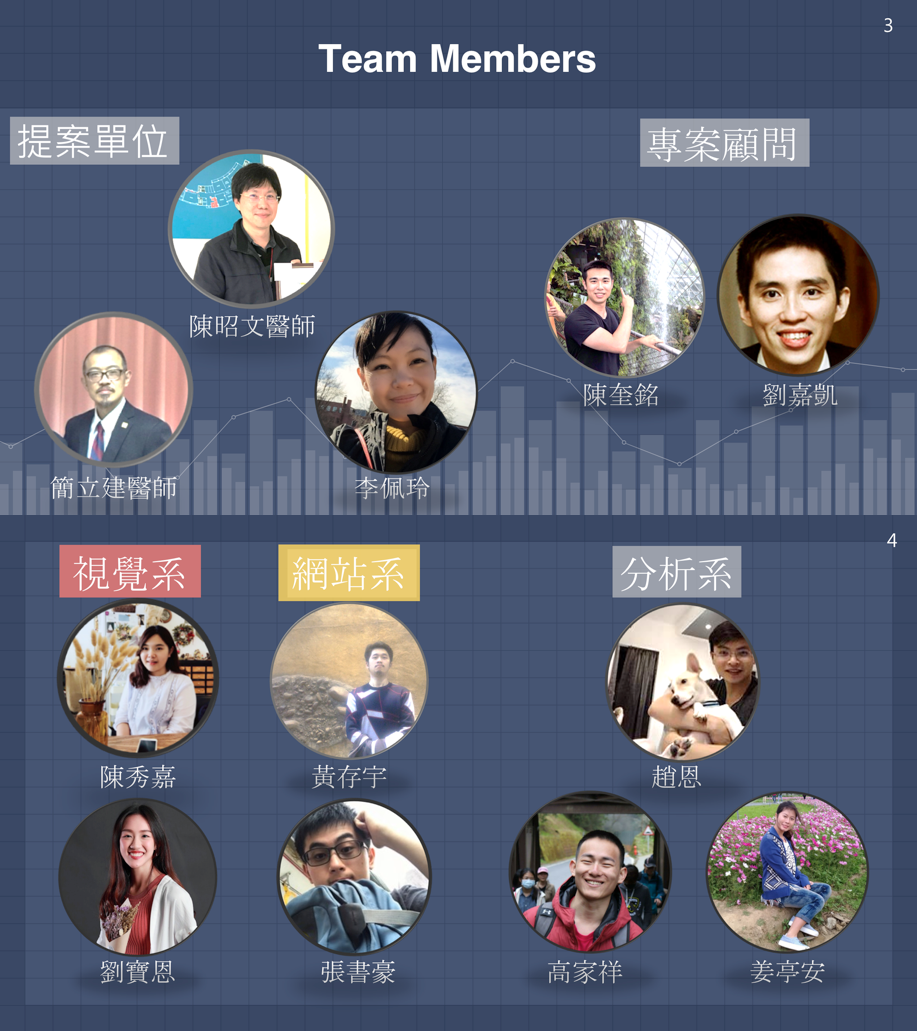 3
Team Members
提案單位
專案顧問
陳昭文醫師
陳奎銘
劉嘉凱
簡立建醫師
李佩玲
4
視覺系
網站系
分析系
陳秀嘉
黃存宇
趙恩
劉寶恩
張書豪
高家祥
姜亭安